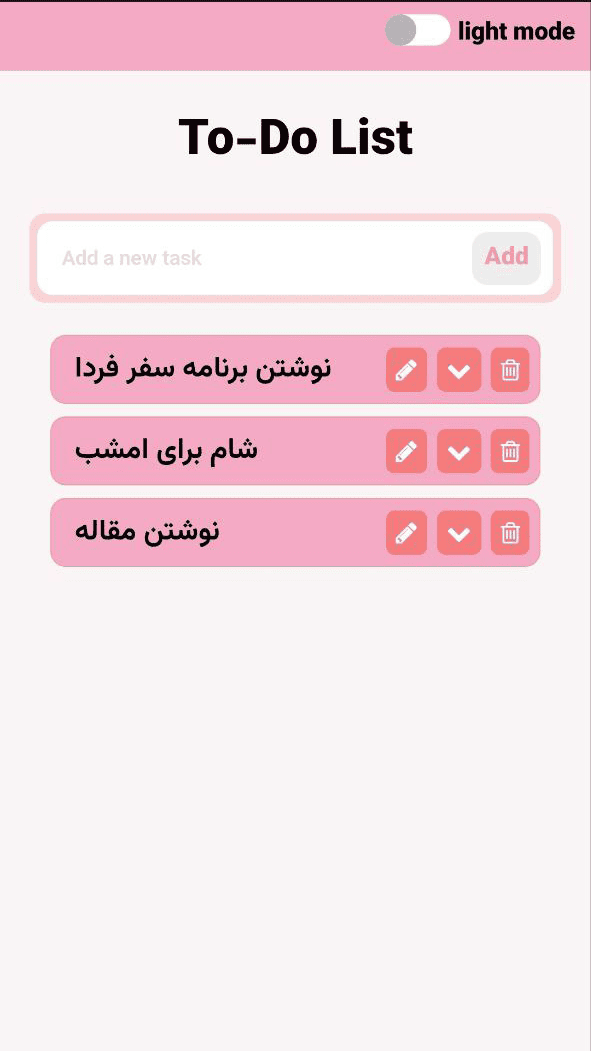 light mode
To-Do List
Add a new task
Add
نوشتن برنامه سفر فردا
شام برای امشب
نوشتن مقاله